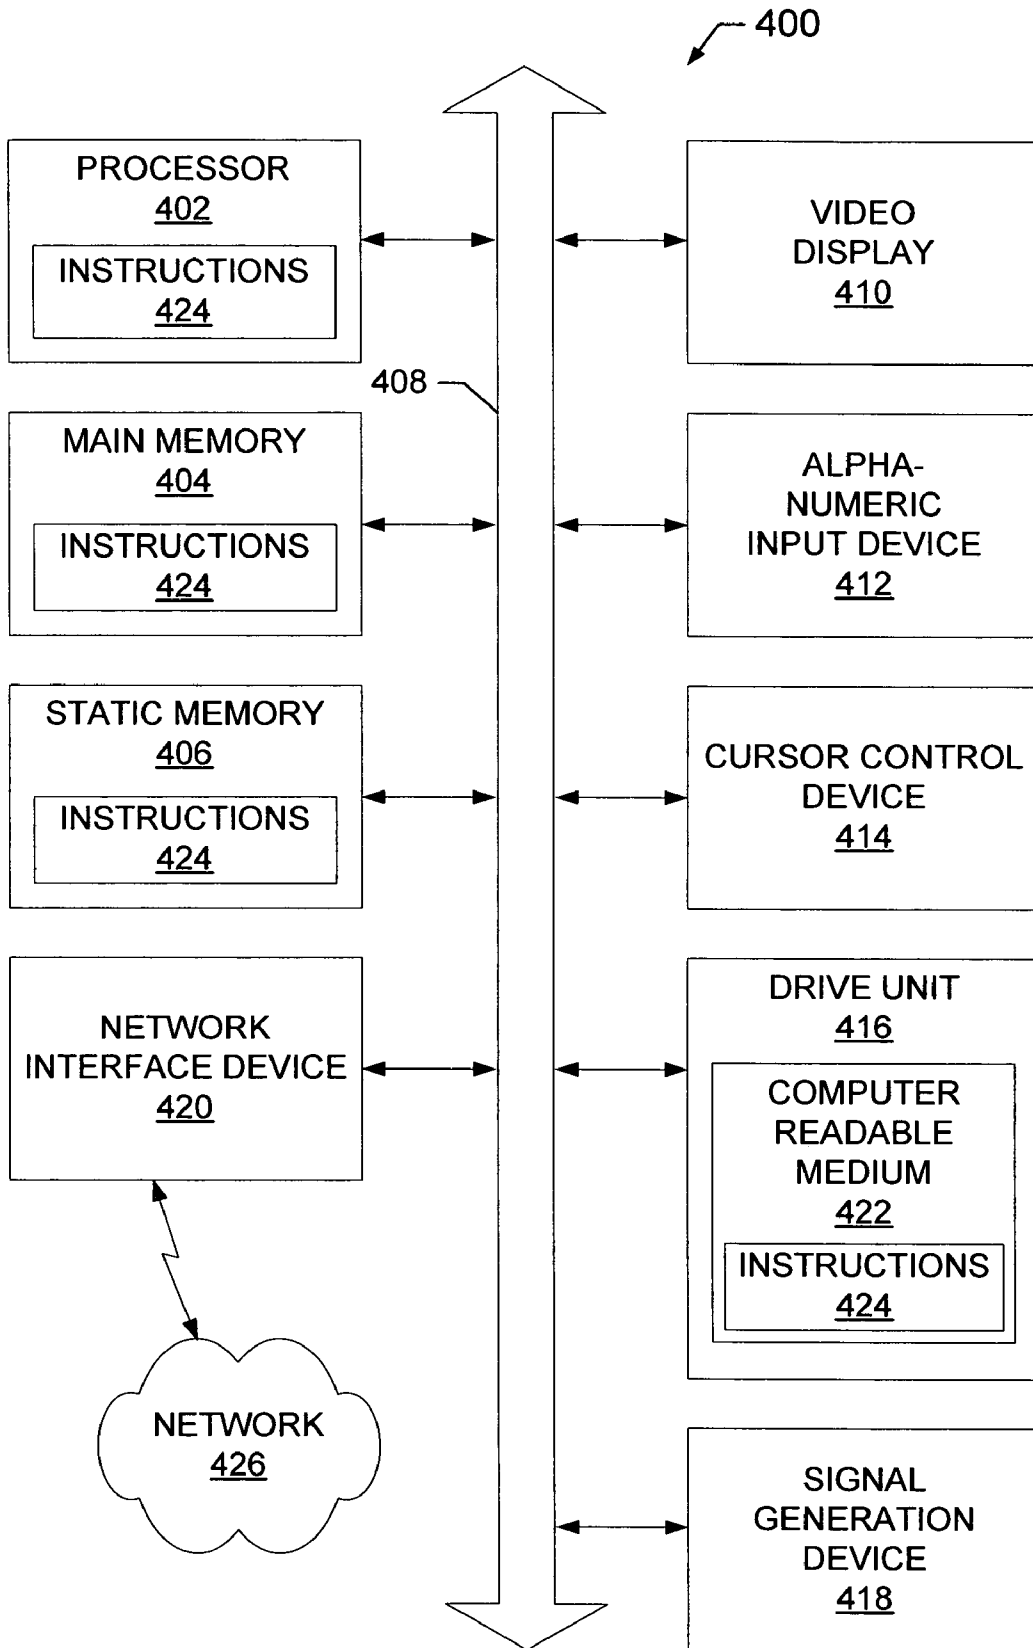 400
PROCESSOR
402
INSTRUCTIONS
424
408
MAIN MEMORY
404
INSTRUCTIONS
424
STATIC MEMORY
406
INSTRUCTIONS
424
NETWORK
INTERFACE DEVICE
420
NETWORK
426
VIDEO
DISPLAY
410
ALPHA-
NUMERIC
INPUT DEVICE
412
CURSOR CONTROL
DEVICE
414
DRIVE UNIT
416
COMPUTER
READABLE
MEDIUM
422
INSTRUCTIONS
424
SIGNAL
GENERATION
DEVICE
418